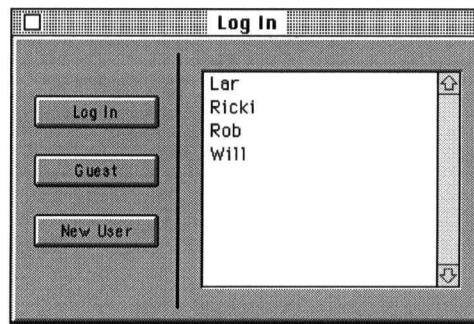 Log In
Log In
Guest
New User
Lar
Ricki
Rob
Will